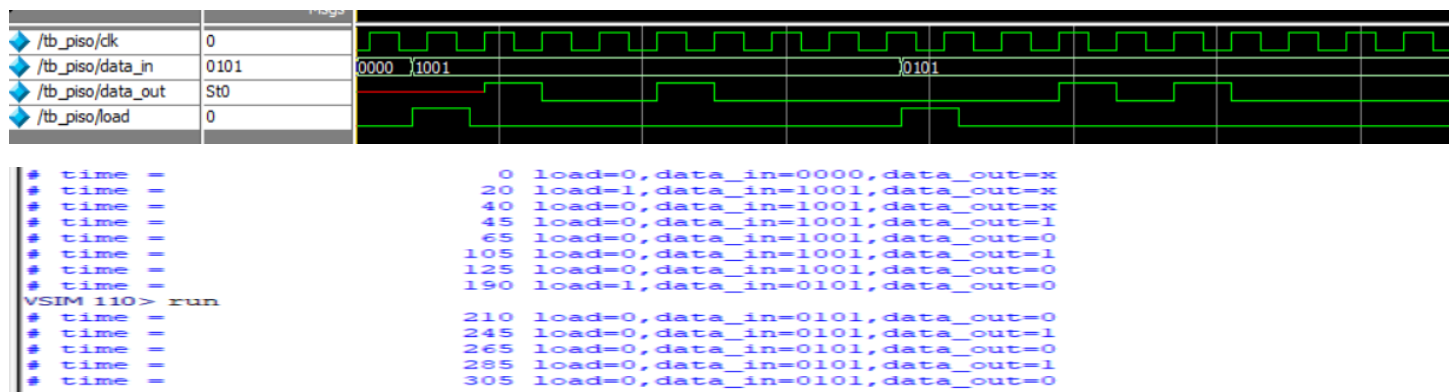 Msgs
/tb_piso/clk 0
/tb_piso/data_in 0101 0000 1001 0101
/tb_piso/data_out St0
/tb_piso/load 0
# time = 0 load=0,data_in=0000,data_out=x
# time = 20 load=1,data_in=1001,data_out=x
# time = 40 load=0,data_in=1001,data_out=x
# time = 45 load=0,data_in=1001,data_out=1
# time = 65 load=0,data_in=1001,data_out=0
# time = 105 load=0,data_in=1001,data_out=1
# time = 125 load=0,data_in=1001,data_out=0
# time = 190 load=1,data_in=0101,data_out=0
VSIM 110> run
# time = 210 load=0,data_in=0101,data_out=0
# time = 245 load=0,data_in=0101,data_out=1
# time = 265 load=0,data_in=0101,data_out=0
# time = 285 load=0,data_in=0101,data_out=1
# time = 305 load=0,data_in=0101,data_out=0